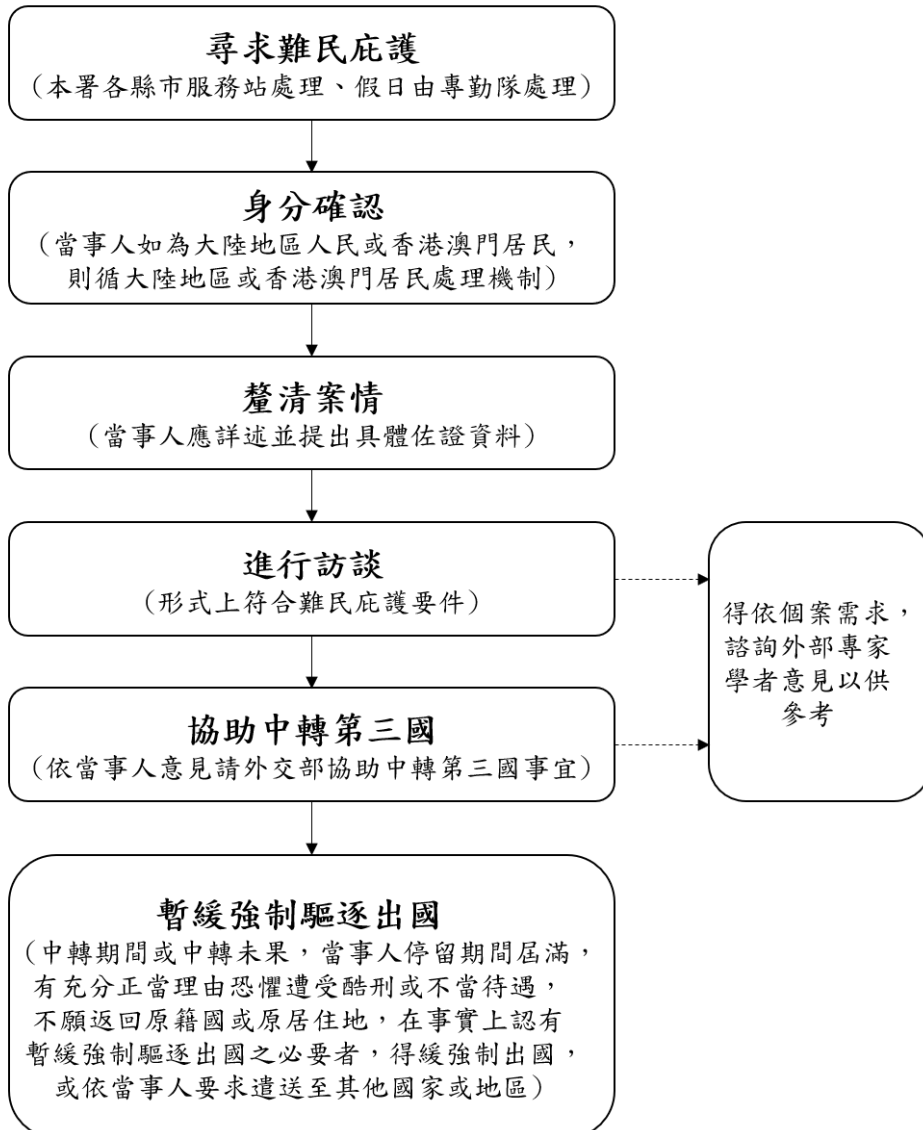 尋求難民庇護
（本署各縣市服務站處理、假日由專勤隊處理）
身分確認
（當事人如為大陸地區人民或香港澳門居民，
則循大陸地區或香港澳門居民處理機制）
釐清案情
（當事人應詳述並提出具體佐證資料）
進行訪談
（形式上符合難民庇護要件）
得依個案需求，
諮詢外部專家
學者意見以供
參考
協助中轉第三國
（依當事人意見請外交部協助中轉第三國事宜）
暫緩強制驅逐出國
（中轉期間或中轉未果，當事人停留期間屆滿，
有充分正當理由恐懼遭受酷刑或不當待遇，
不願返回原籍國或原居住地，在事實上認有
暫緩強制驅逐出國之必要者，得緩強制出國，
或依當事人要求遣送至其他國家或地區）